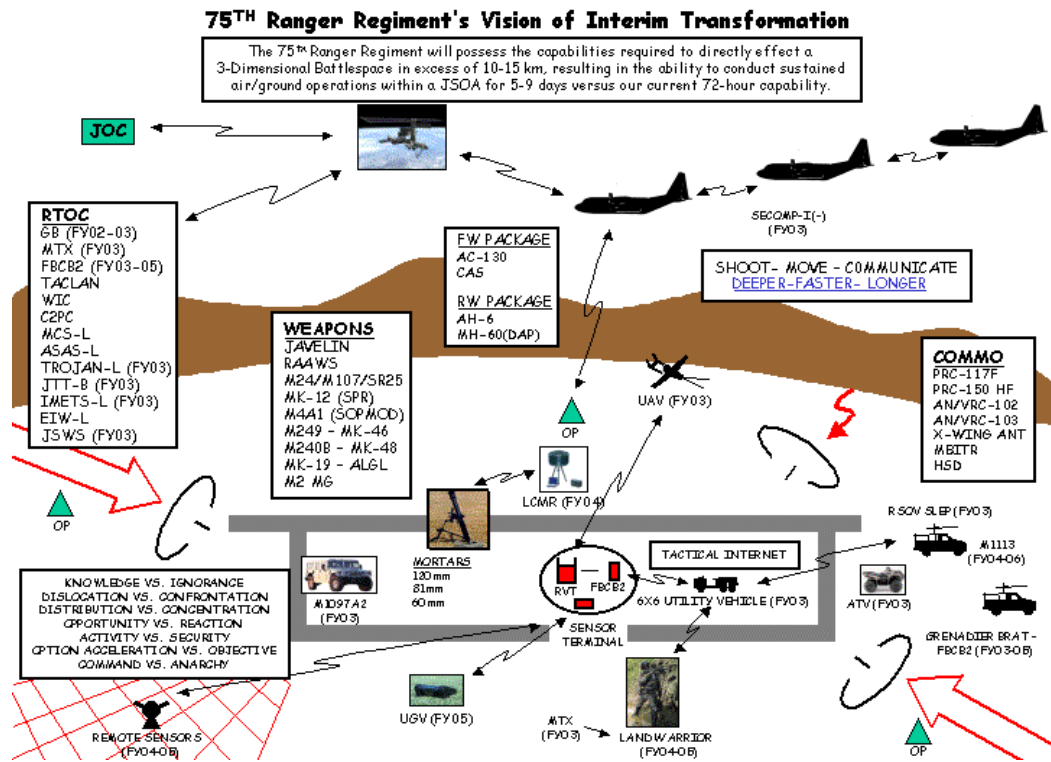 75TH Ranger Regiment's Vision of Interim Transformation
The 75TH Ranger Regiment will possess the capabilities required to directly effect a
3-Dimensional Battlespace in excess of 10-15 km, resulting in the ability to conduct sustained
air/ground operations within a JSOA for 5-9 days versus our current 72-hour capability.
JOC
SECOMP-I(-)
(FY03)
RTOC
GB (FY02-03)
MTX (FY03)
FBCB2 (FY03-05)
TACLAN
WIC
C2PC
MCS-L
ASAS-L
TROJAN-L (FY03)
JTT-B (FY03)
IMETS-L (FY03)
EIW-L
JSWS (FY03)
FW PACKAGE
AC-130
CAS
RW PACKAGE
AH-6
MH-60(DAP)
SHOOT- MOVE - COMMUNICATE
DEEPER-FASTER- LONGER
WEAPONS
JAVELIN
RAAWS
M24/M107/SR25
MK-12 (SPR)
M4A1 (SOPMOD)
M249 - MK-46
M240B - MK-48
MK-19 - ALGL
M2 MG
COMMO
PRC-117F
PRC-150 HF
AN/VRC-102
AN/VRC-103
X-WING ANT
MBITR
HSD
UAV (FY03)
OP
LCMR (FY04)
OP
RSOV SLEP (FY03)
M1113
(FY04-06)
TACTICAL INTERNET
MORTARS
120mm
81mm
60mm
RVT
FBCB2
SENSOR
TERMINAL
6X6 UTILITY VEHICLE (FY03)
ATV (FY03)
M1097A2
(FY03)
GRENADIER BRAT -
FBCB2 (FY03-05)
KNOWLEDGE VS. IGNORANCE
DISLOCATION VS. CONFRONTATION
DISTRIBUTION VS. CONCENTRATION
OPPORTUNITY VS. REACTION
ACTIVITY VS. SECURITY
OPTION ACCELERATION VS. OBJECTIVE
COMMAND VS. ANARCHY
UGV (FY05)
MTX
(FY03)
LAND WARRIOR
(FY04-05)
REMOTE SENSORS
(FY04-05)
OP